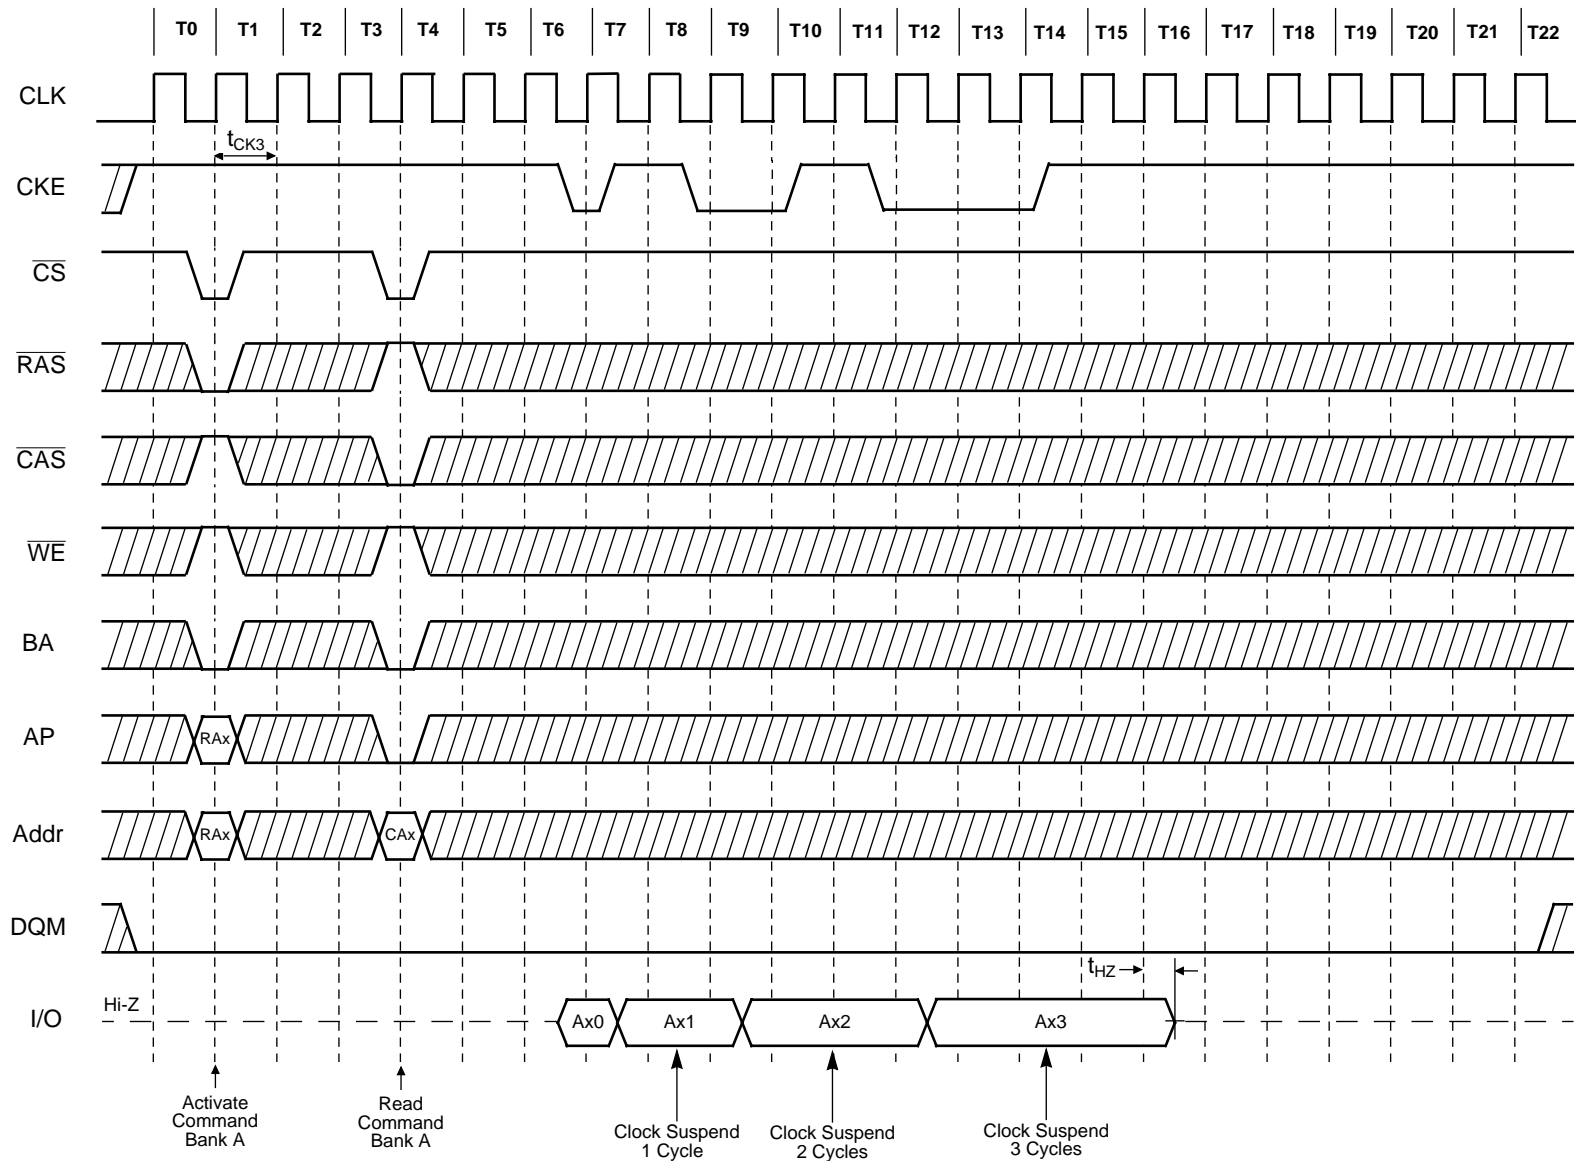 T0 T1 T2 T3 T4 T5 T6 T7 T8 T9 T10 T11 T12 T13 T14 T15 T16 T17 T18 T19 T20 T21 T22
CLK
tCK3
CKE
CS
RAS
CAS
WE
BA
AP
RAx
Addr
RAx CAx
DQM
tHZ
I/O
Hi-Z
Ax0 Ax1 Ax2 Ax3
Activate
Command
Bank A
Read
Command
Bank A
Clock Suspend
1 Cycle
Clock Suspend
2 Cycles
Clock Suspend
3 Cycles